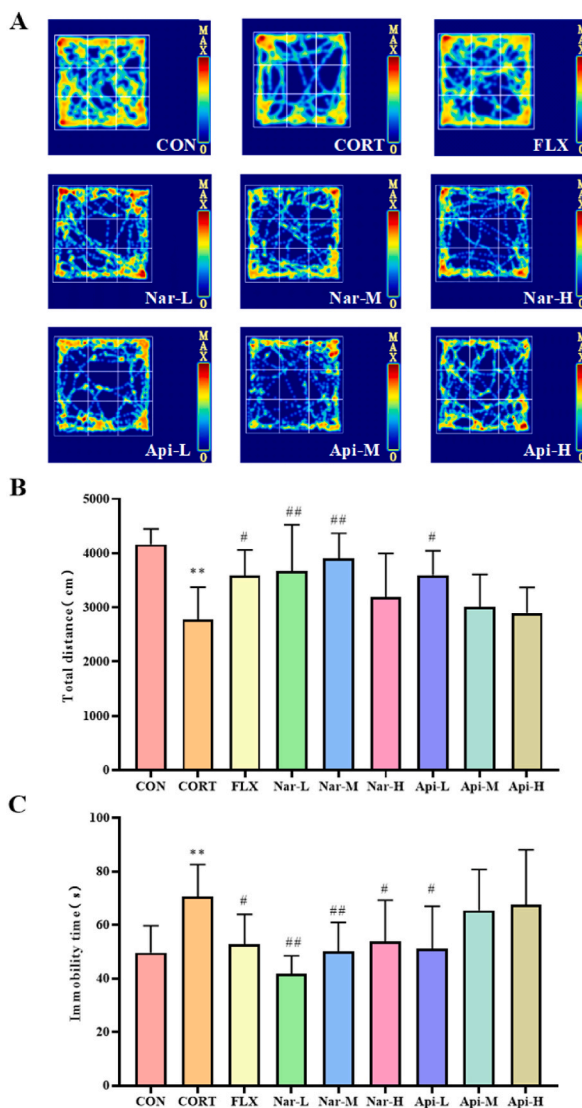 A
MAX
0
CON
MAX
0
CORT
MAX
0
FLX
MAX
0
Nar-L
MAX
0
Nar-M
MAX
0
Nar-H
MAX
0
Api-L
MAX
0
Api-M
MAX
0
Api-H
B
Total distance(cm)
5000
4000
3000
2000
1000
0
** # ## ## #
CON CORT FLX Nar-L Nar-M Nar-H Api-L Api-M Api-H
C
Immobility time(s)
100
80
60
40
20
0
** # ## ## # #
CON CORT FLX Nar-L Nar-M Nar-H Api-L Api-M Api-H